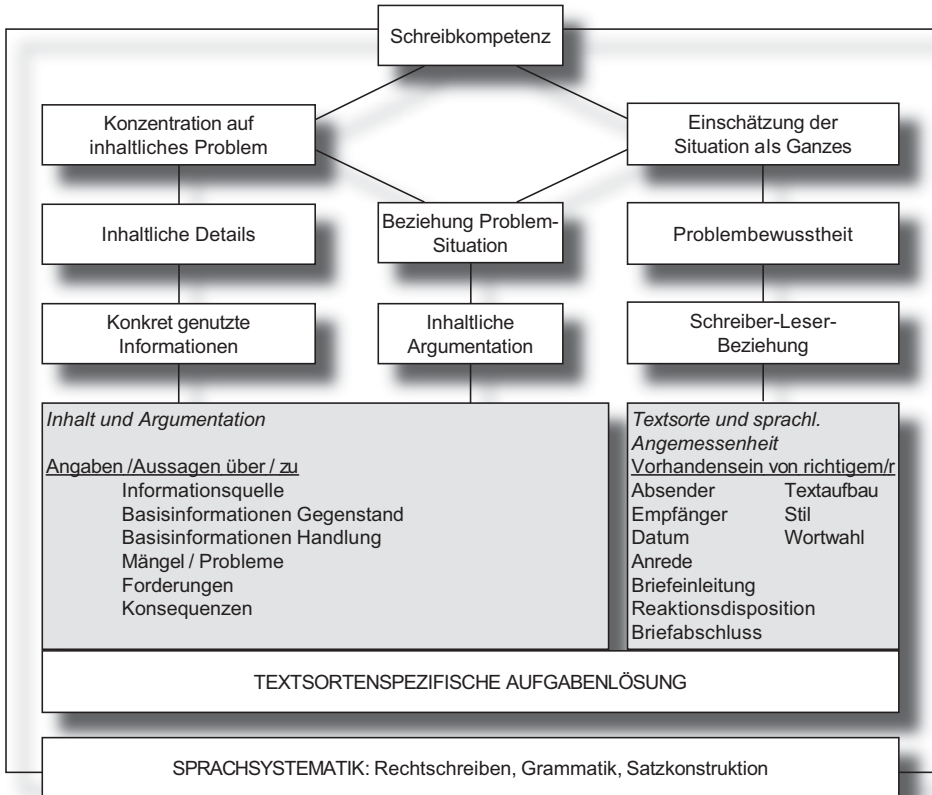 Schreibkompetenz
Konzentration auf
inhaltliches Problem
Einschätzung der
Situation als Ganzes
Inhaltliche Details
Beziehung Problem-
Situation
Problembewusstheit
Konkret genutzte
Informationen
Inhaltliche
Argumentation
Schreiber-Leser-
Beziehung
Inhalt und Argumentation
Angaben /Aussagen über / zu
Informationsquelle
Basisinformationen Gegenstand
Basisinformationen Handlung
Mängel / Probleme
Forderungen
Konsequenzen
Textsorte und sprachl.
Angemessenheit
Vorhandensein von richtigem/r
Absender Textaufbau
Empfänger Stil
Datum Wortwahl
Anrede
Briefeinleitung
Reaktionsdisposition
Briefabschluss
TEXTSORTENSPEZIFISCHE AUFGABENLÖSUNG
SPRACHSYSTEMATIK: Rechtschreiben, Grammatik, Satzkonstruktion